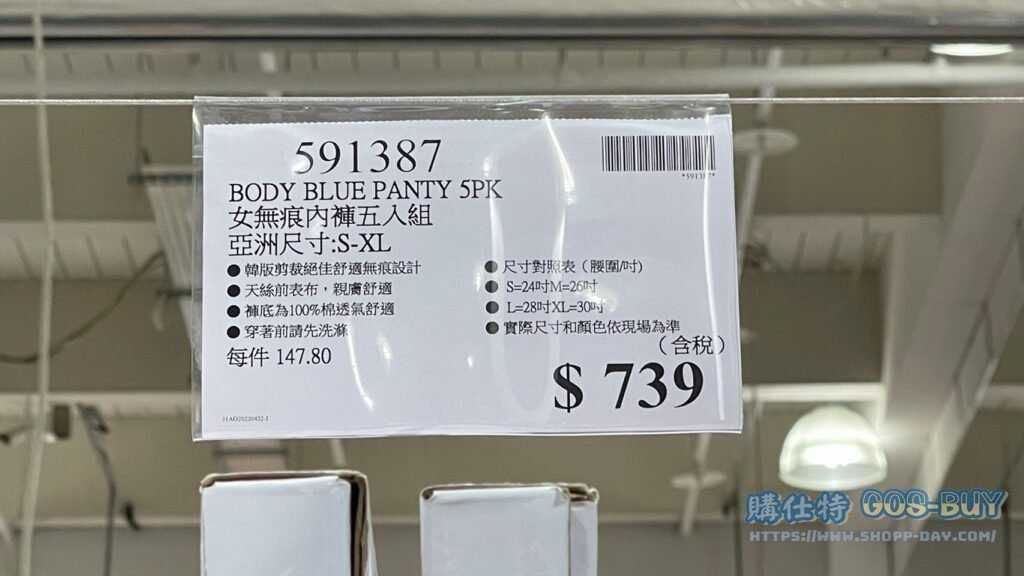 591387
*591387*
BODY BLUE PANTY 5PK
女無痕內褲五入組
亞洲尺寸:S-XL
●韓版剪裁絕佳舒適無痕設計
●天絲前表布，親膚舒適
●褲底為100%棉透氣舒適
●穿著前請先洗滌
每件 147.80
●尺寸對照表（腰圍/吋)
●S=24吋M=26吋
●L=28吋XL=30吋
●實際尺寸和顏色依現場為準
（含稅）
$ 739
31AD20220422-1
購仕特 GOS-BUY
HTTPS://WWW.SHOPP-DAY.COM/